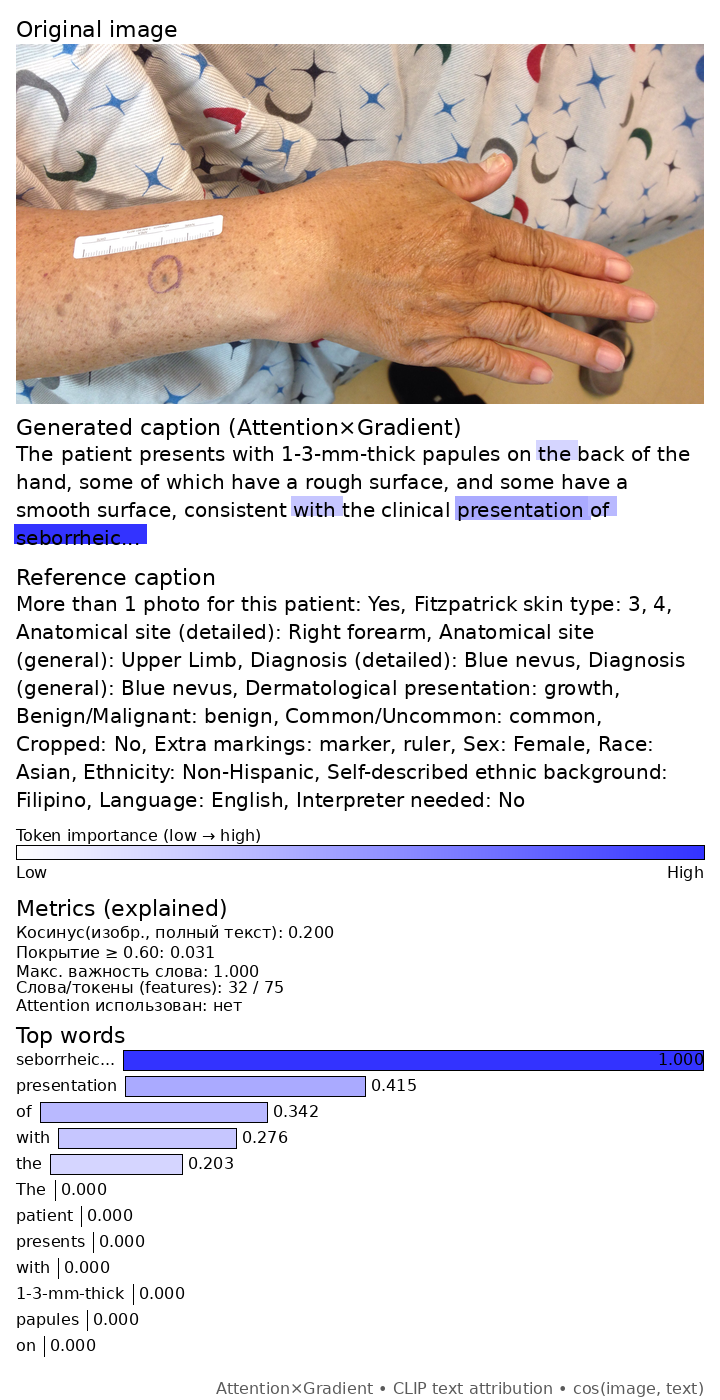 Original image
Generated caption (Attention×Gradient)
The patient presents with 1-3-mm-thick papules on the back of the
hand, some of which have a rough surface, and some have a
smooth surface, consistent with the clinical presentation of
seborrheic...
Reference caption
More than 1 photo for this patient: Yes, Fitzpatrick skin type: 3, 4,
Anatomical site (detailed): Right forearm, Anatomical site
(general): Upper Limb, Diagnosis (detailed): Blue nevus, Diagnosis
(general): Blue nevus, Dermatological presentation: growth,
Benign/Malignant: benign, Common/Uncommon: common,
Cropped: No, Extra markings: marker, ruler, Sex: Female, Race:
Asian, Ethnicity: Non-Hispanic, Self-described ethnic background:
Filipino, Language: English, Interpreter needed: No
Token importance (low → high)
Low High
Metrics (explained)
Косинус(изобр., полный текст): 0.200
Покрытие ≥ 0.60: 0.031
Макс. важность слова: 1.000
Слова/токены (features): 32 / 75
Attention использован: нет
Top words
seborrheic... 1.000
presentation 0.415
of 0.342
with 0.276
the 0.203
The 0.000
patient 0.000
presents 0.000
with 0.000
1-3-mm-thick 0.000
papules 0.000
on 0.000
Attention×Gradient • CLIP text attribution • cos(image, text)